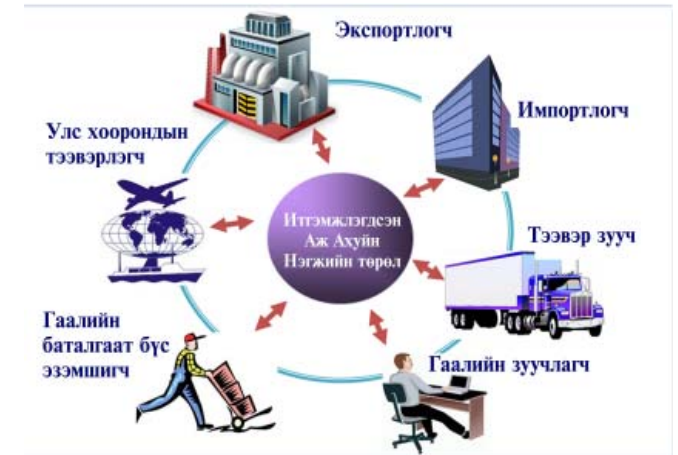 Экспортлогч
Импортлогч
Улс хоорондын
тээвэрлэгч
Итгэмжлэгдсэн
Аж Ахуйн
Нэгжийн төрөл
Тээвэр зууч
Гаалийн
баталгаат бүс
эзэмшигч
Гаалийн зуучлагч